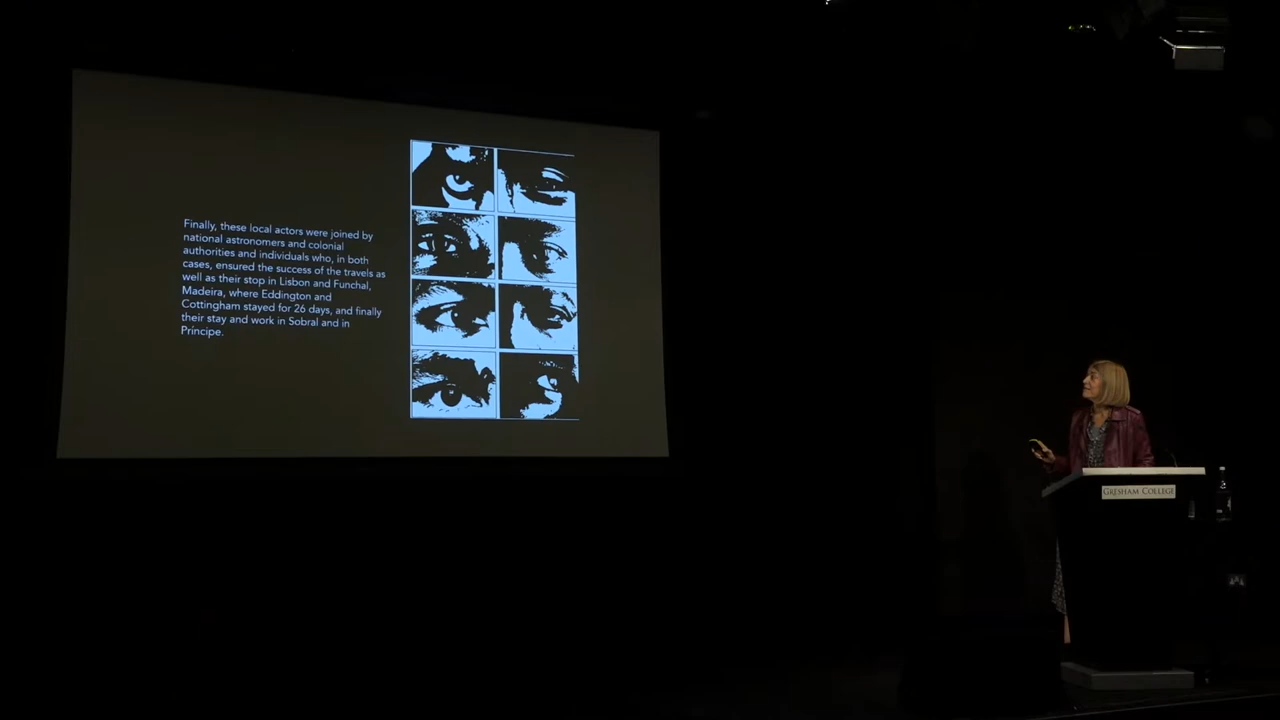 Finally, these local actors were joined by
national astronomers and colonial
authorities and individuals who, in both
cases, ensured the success of the travels as
well as their stop in Lisbon and Funchal,
Madeira, where Eddington and
Cottingham stayed for 26 days, and finally
their stay and work in Sobral and in
Príncipe.
GRESHAM COLLEGE